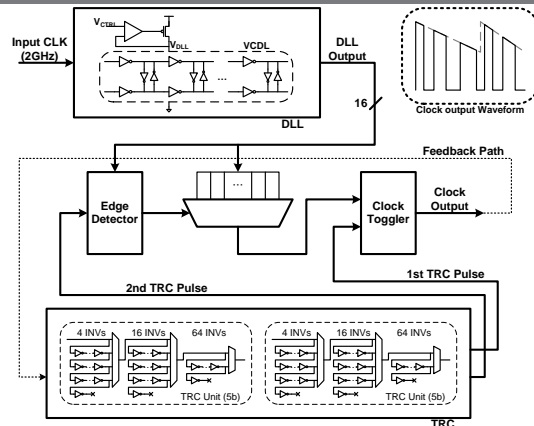 V_CTRL
Input CLK
(2GHz)
V_DLL
VCDL
...
DLL
Output
DLL
16
Clock output Waveform
Feedback Path
Edge
Detector
...
Clock
Toggler
Clock
Output
1st TRC Pulse
2nd TRC Pulse
4 INVs 16 INVs 64 INVs
TRC Unit (5b)
4 INVs 16 INVs 64 INVs
TRC Unit (5b)
TRC